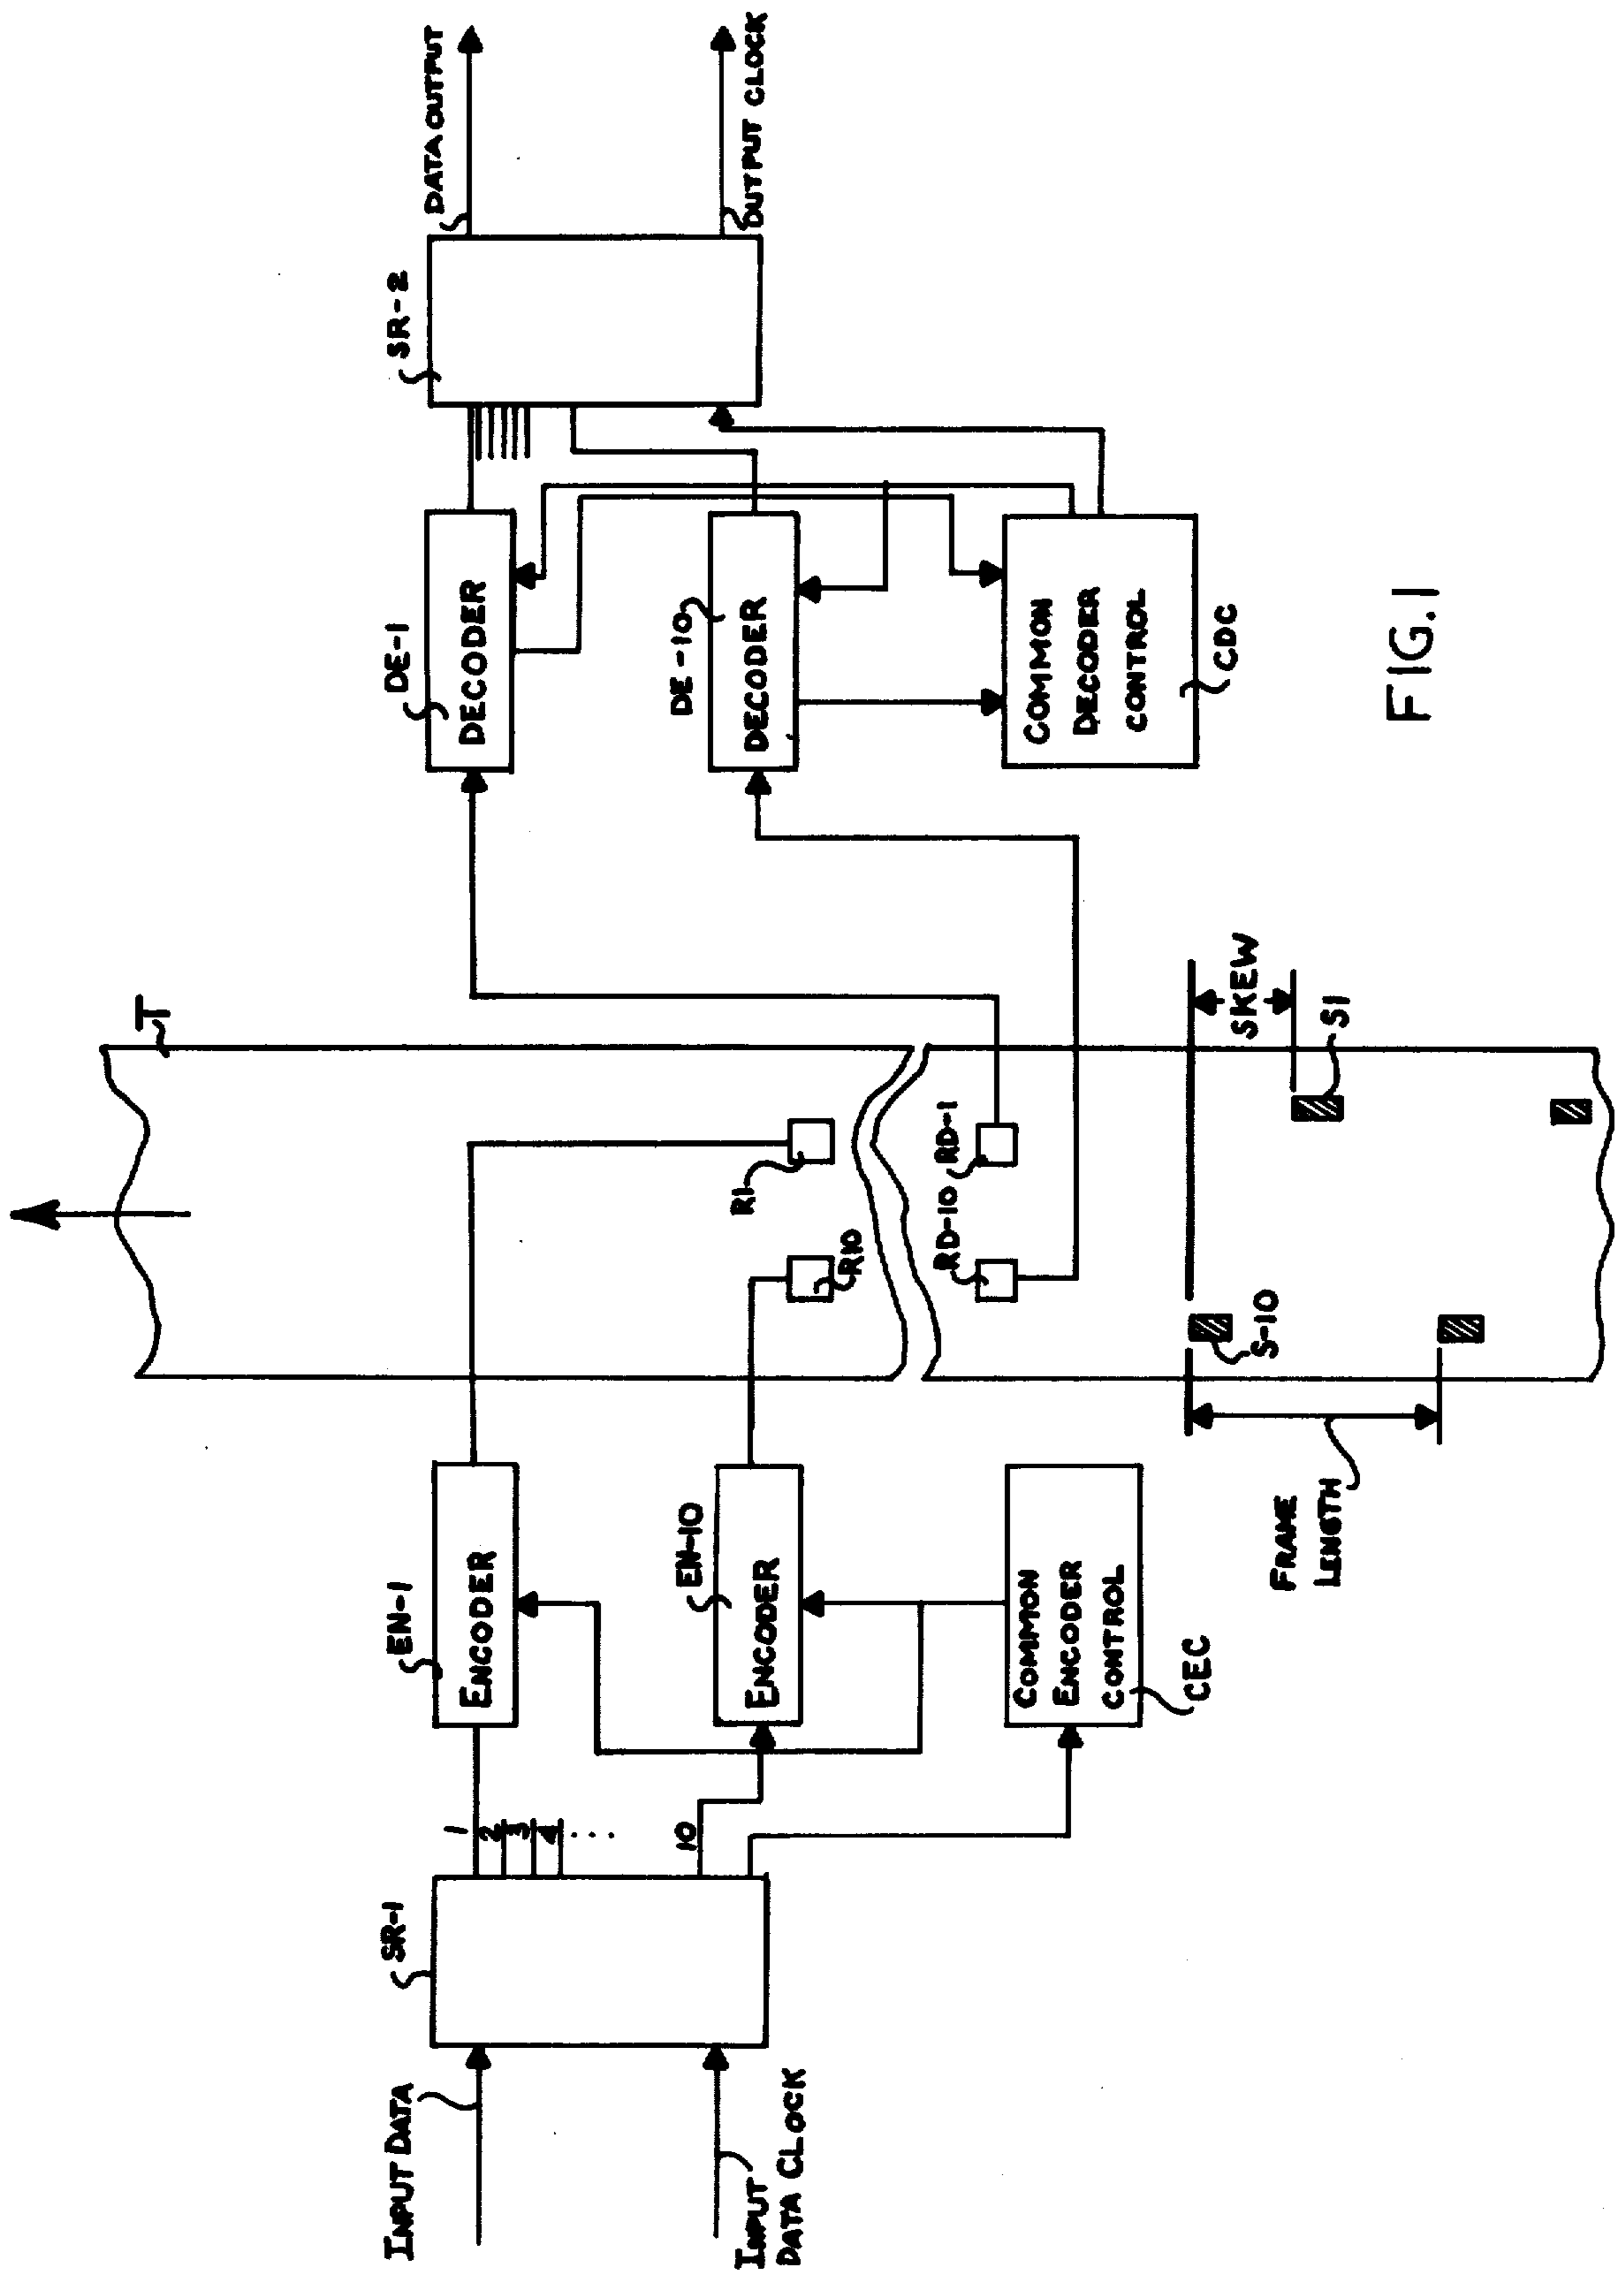 INPUT DATA
INPUT
DATA CLOCK
SR-1
1
2
3
4
....
10
EN-1
ENCODER
EN-10
ENCODER
COMMON
ENCODER
CONTROL
CEC
T
R1
R10
RD-1
RD-10
SKEW
S1
S-10
FRAME
LENGTH
DE-1
DECODER
DE-10
DECODER
COMMON
DECODER
CONTROL
CDC
SR-2
DATA OUTPUT
OUTPUT CLOCK
FIG.1